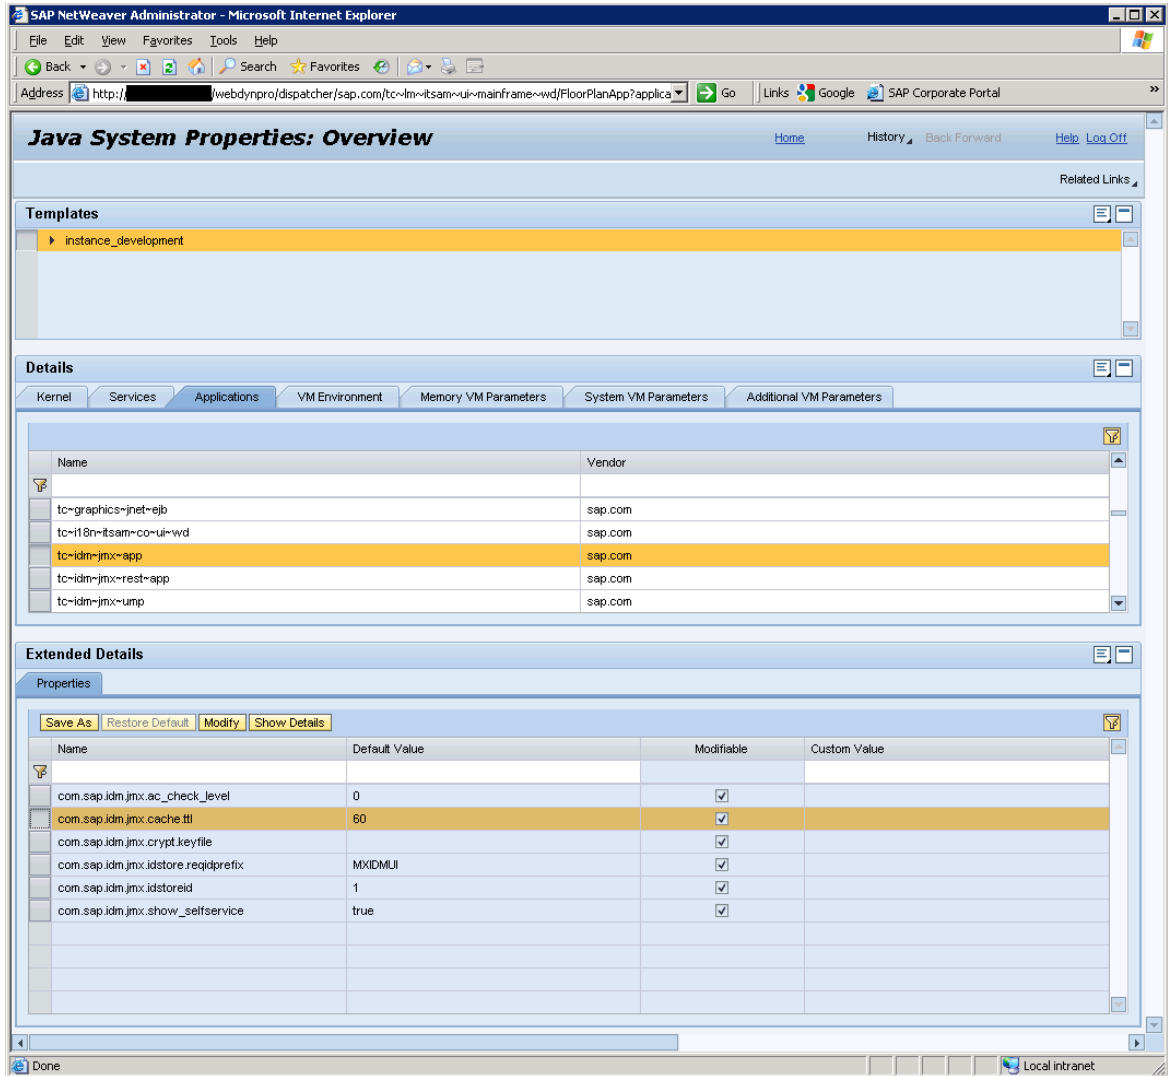 SAP NetWeaver Administrator - Microsoft Internet Explorer
File Edit View Favorites Tools Help
Back Search Favorites
Address http:/ /webdynpro/dispatcher/sap.com/tc~lm~itsam~ui~mainframe~wd/FloorPlanApp?applica Go Links Google SAP Corporate Portal »
Java System Properties: Overview Home History Back Forward Help Log Off
Related Links
Templates
instance_development
Details
Kernel Services Applications VM Environment Memory VM Parameters System VM Parameters Additional VM Parameters
Name Vendor
tc~graphics~jnet~ejb sap.com
tc~i18n~itsam~co~ui~wd sap.com
tc~idm~jmx~app sap.com
tc~idm~jmx~rest~app sap.com
tc~idm~jmx~ump sap.com
Extended Details
Properties
Save As Restore Default Modify Show Details
Name Default Value Modifiable Custom Value
com.sap.idm.jmx.ac_check_level 0
com.sap.idm.jmx.cache.ttl 60
com.sap.idm.jmx.crypt.keyfile
com.sap.idm.jmx.idstore.reqidprefix MXIDMUI
com.sap.idm.jmx.idstoreid 1
com.sap.idm.jmx.show_selfservice true
Done Local intranet